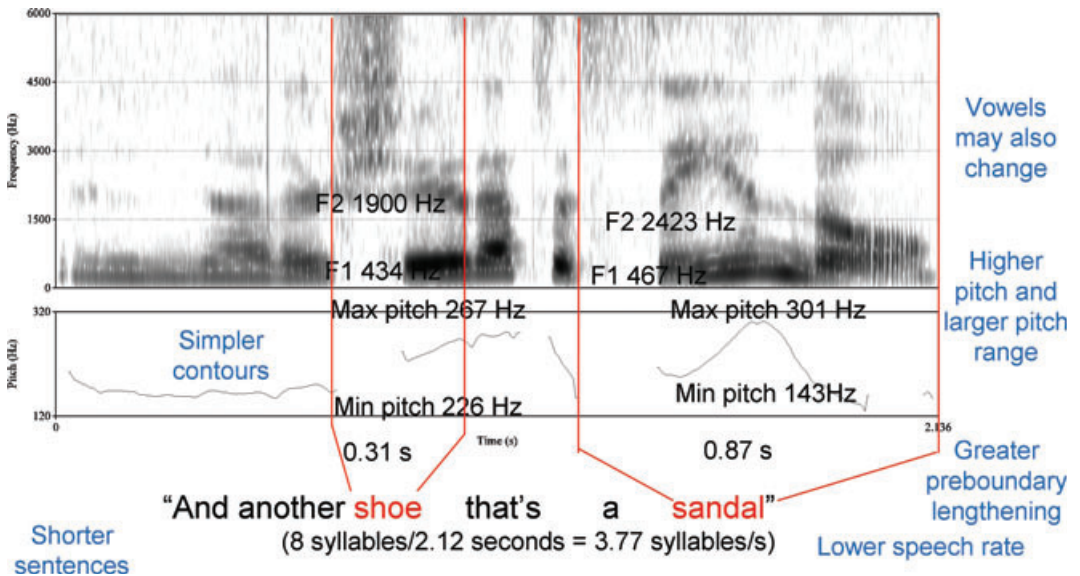 6000
4500
3000
1500
0
Frequency (Hz)
F2 1900 Hz
F2 2423 Hz
F1 434 Hz
F1 467 Hz
Vowels
may also
change
Higher
pitch and
larger pitch
range
320
120
Pitch (Hz)
Max pitch 267 Hz
Max pitch 301 Hz
Simpler
contours
Min pitch 226 Hz
Min pitch 143Hz
0
Time (s)
2.136
0.31 s
0.87 s
Greater
preboundary
lengthening
“And another shoe that's a sandal”
(8 syllables/2.12 seconds = 3.77 syllables/s)
Shorter
sentences
Lower speech rate